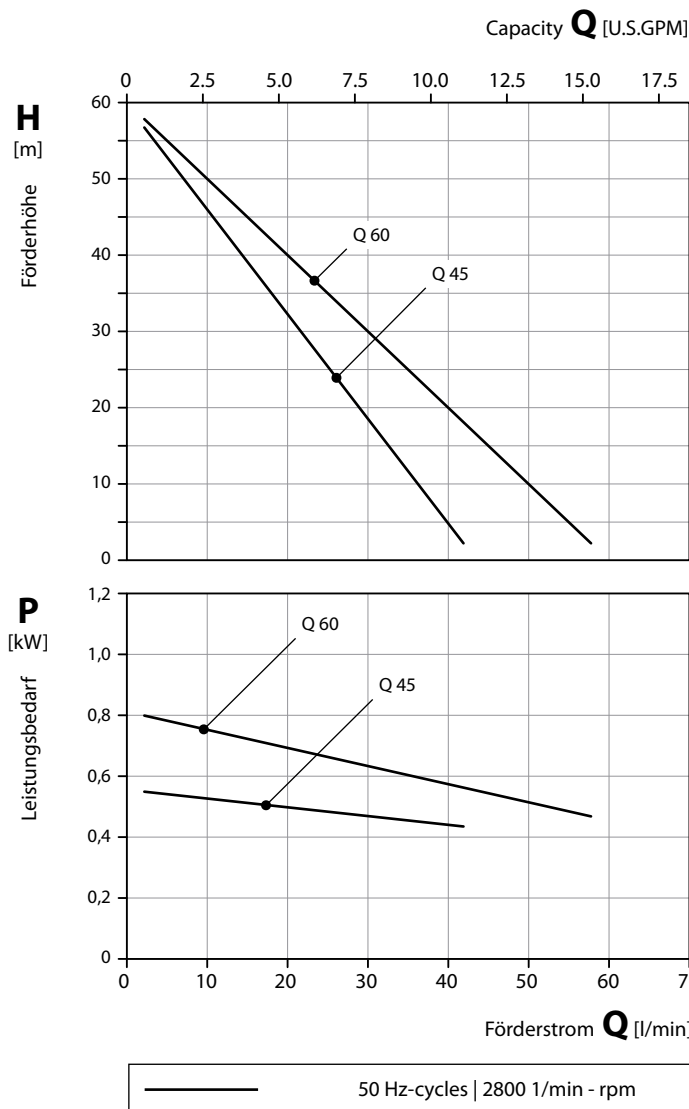 Capacity Q [U.S.GPM]
0 2.5 5.0 7.5 10.0 12.5 15.0 17.5
H
[m]
Förderhöhe
60
50
40
30
20
10
0
Q 60
Q 45
P
[kW]
Leistungsbedarf
1,2
1,0
0,8
0,6
0,4
0,2
0
Q 60
Q 45
0 10 20 30 40 50 60
Förderstrom Q [l/min]
50 Hz-cycles | 2800 1/min - rpm